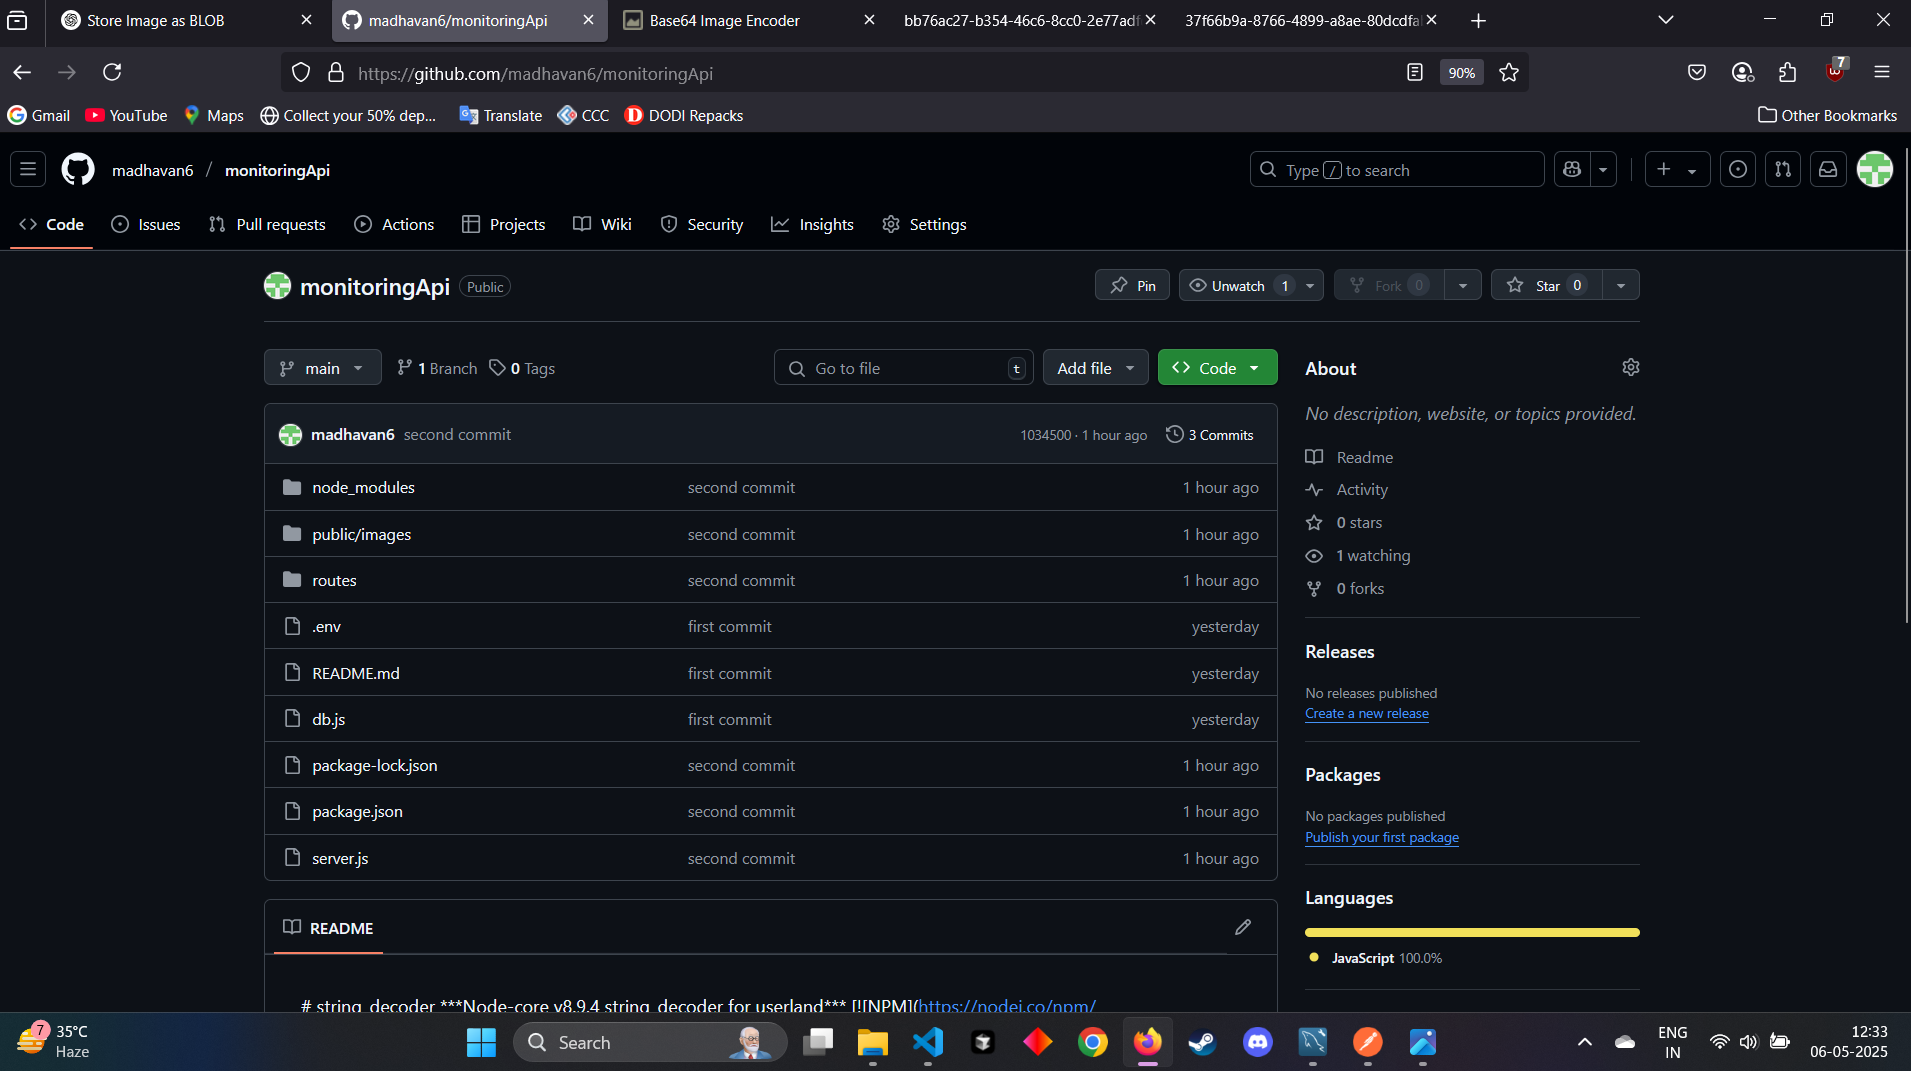 Store Image as BLOB
madhavan6/monitoringApi
Base64 Image Encoder
bb76ac27-b354-46c6-8cc0-2e77adf
37f66b9a-8766-4899-a8ae-80dcdfa
https://github.com/madhavan6/monitoringApi
90%
7
Gmail
YouTube
Maps
Collect your 50% dep...
Translate
CCC
DODI Repacks
Other Bookmarks
madhavan6 / monitoringApi
Type / to search
Code
Issues
Pull requests
Actions
Projects
Wiki
Security
Insights
Settings
monitoringApi Public
Pin
Unwatch 1
Fork 0
Star 0
main
1 Branch
0 Tags
Go to file t
Add file
Code
madhavan6 second commit 1034500 · 1 hour ago 3 Commits
node_modules second commit 1 hour ago
public/images second commit 1 hour ago
routes second commit 1 hour ago
.env first commit yesterday
README.md first commit yesterday
db.js first commit yesterday
package-lock.json second commit 1 hour ago
package.json second commit 1 hour ago
server.js second commit 1 hour ago
README
# string_decoder ***Node-core v8.9.4 string_decoder for userland*** [![NPM](https://nodei.co/npm/
About
No description, website, or topics provided.
Readme
Activity
0 stars
1 watching
0 forks
Releases
No releases published
Create a new release
Packages
No packages published
Publish your first package
Languages
JavaScript 100.0%
7
35°C
Haze
Search
ENG
IN
12:33
06-05-2025